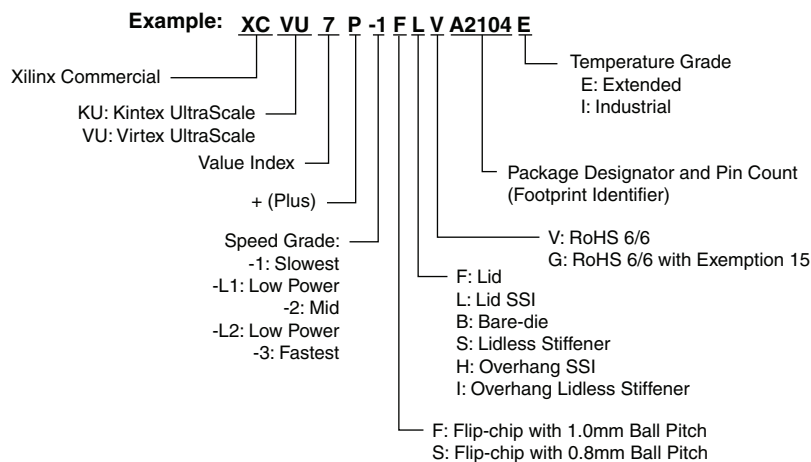 Example: XC VU 7 P -1 F L V A2104 E
Xilinx Commercial
KU: Kintex UltraScale
VU: Virtex UltraScale
Value Index
+ (Plus)
Speed Grade:
-1: Slowest
-L1: Low Power
-2: Mid
-L2: Low Power
-3: Fastest
Temperature Grade
E: Extended
I: Industrial
Package Designator and Pin Count
(Footprint Identifier)
V: RoHS 6/6
G: RoHS 6/6 with Exemption 15
F: Lid
L: Lid SSI
B: Bare-die
S: Lidless Stiffener
H: Overhang SSI
I: Overhang Lidless Stiffener
F: Flip-chip with 1.0mm Ball Pitch
S: Flip-chip with 0.8mm Ball Pitch